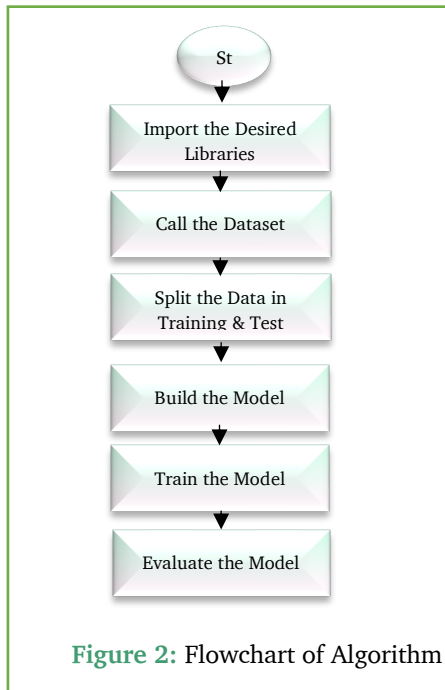 St
Import the Desired
Libraries
Call the Dataset
Split the Data in
Training & Test
Build the Model
Train the Model
Evaluate the Model
Figure 2: Flowchart of Algorithm